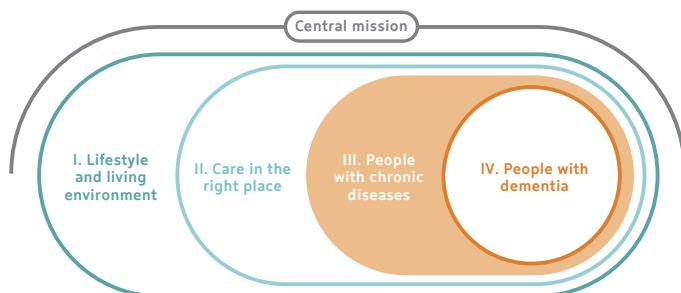 Central mission
I. Lifestyle
and living
environment
II. Care in the
right place
III. People
with chronic
diseases
IV. People with
dementia